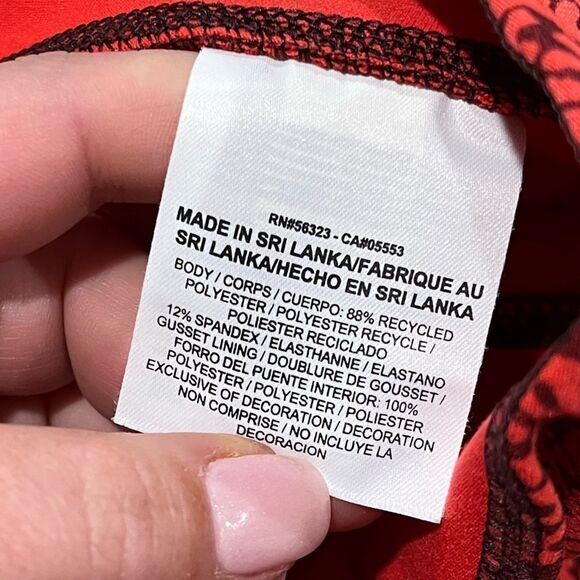 RN#56323 - CA#05553
MADE IN SRI LANKA/FABRIQUE AU
SRI LANKA/HECHO EN SRI LANKA
BODY / CORPS / CUERPO: 88% RECYCLED
POLYESTER / POLYESTER RECYCLE /
POLIESTER RECICLADO
12% SPANDEX / ELASTHANNE / ELASTANO
GUSSET LINING / DOUBLURE DE GOUSSET /
FORRO DEL PUENTE INTERIOR: 100%
POLYESTER / POLYESTER / POLIESTER
EXCLUSIVE OF DECORATION / DECORATION
NON COMPRISE / NO INCLUYE LA
DECORACION